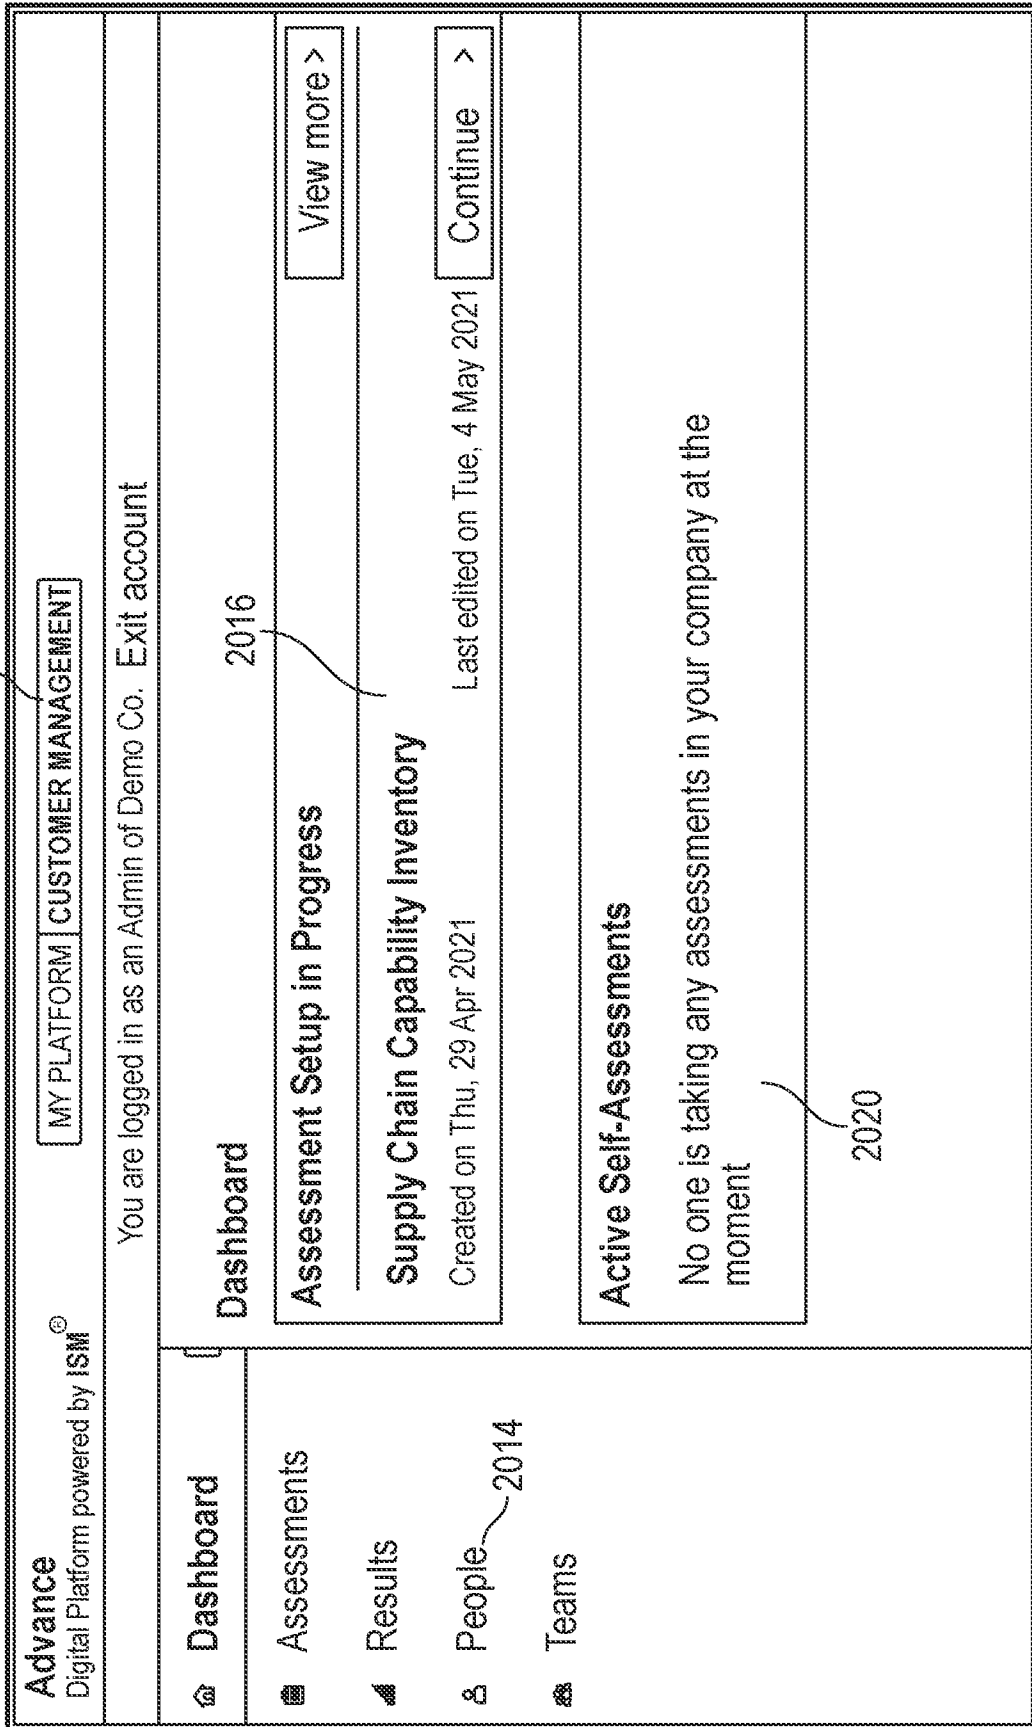 Advance
Digital Platform powered by ISM®
MY PLATFORM CUSTOMER MANAGEMENT
You are logged in as an Admin of Demo Co. Exit account
Dashboard
Assessments
Results
People 2014
Teams
Dashboard
2016
Assessment Setup in Progress View more >
Supply Chain Capability Inventory
Created on Thu, 29 Apr 2021 Last edited on Tue, 4 May 2021 Continue >
Active Self-Assessments
No one is taking any assessments in your company at the
moment
2020